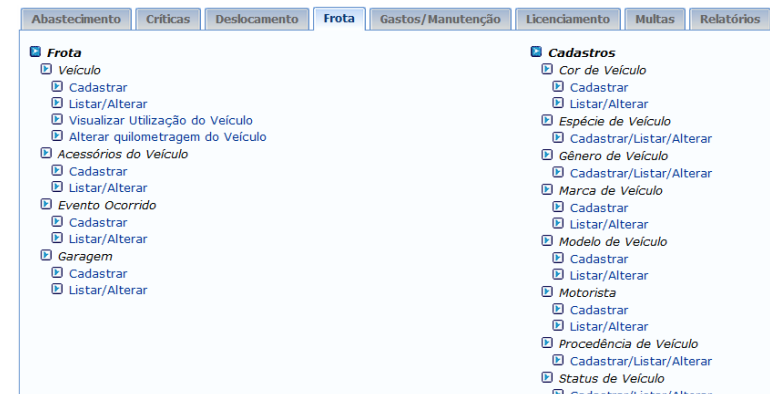 Abastecimento Críticas Deslocamento Frota Gastos/Manutenção Licenciamento Multas Relatórios
Frota
Veículo
Cadastrar
Listar/Alterar
Visualizar Utilização do Veículo
Alterar quilometragem do Veículo
Acessórios do Veículo
Cadastrar
Listar/Alterar
Evento Ocorrido
Cadastrar
Listar/Alterar
Garagem
Cadastrar
Listar/Alterar
Cadastros
Cor de Veículo
Cadastrar
Listar/Alterar
Espécie de Veículo
Cadastrar/Listar/Alterar
Gênero de Veículo
Cadastrar/Listar/Alterar
Marca de Veículo
Cadastrar
Listar/Alterar
Modelo de Veículo
Cadastrar
Listar/Alterar
Motorista
Cadastrar
Listar/Alterar
Procedência de Veículo
Cadastrar/Listar/Alterar
Status de Veículo
Cadastrar/Listar/Alterar